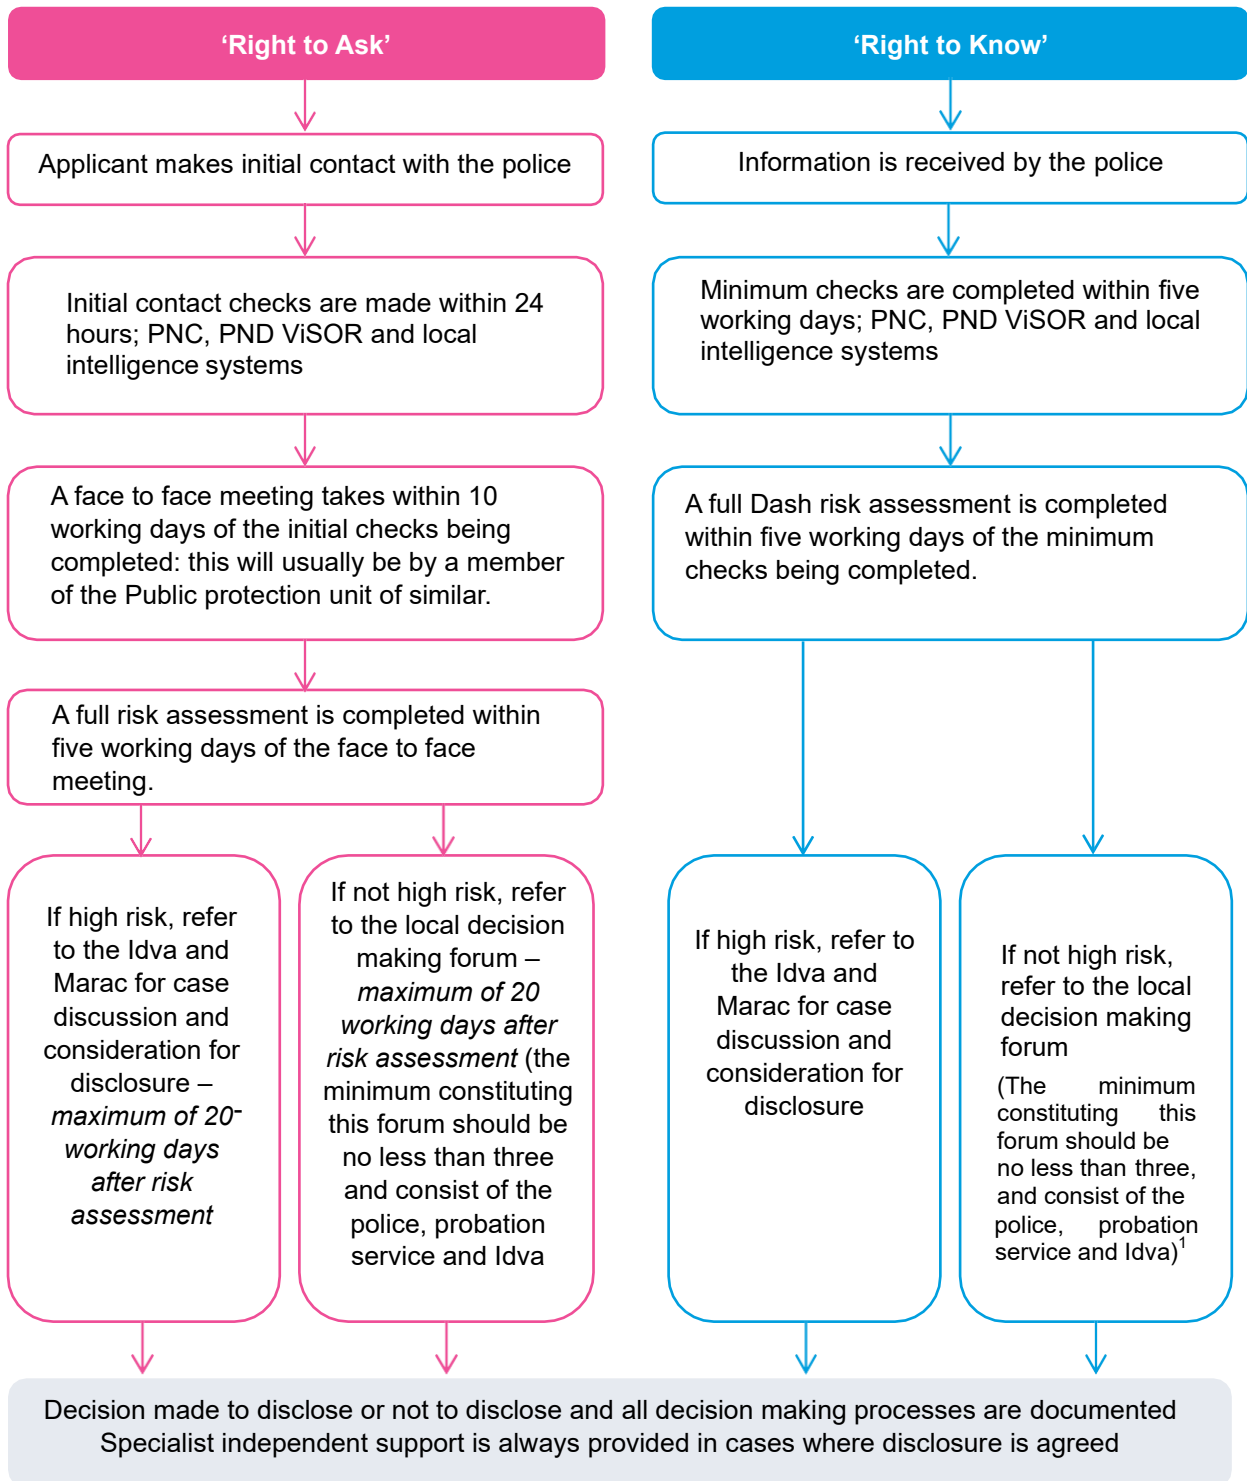 ‘Right to Ask’
Applicant makes initial contact with the police
Initial contact checks are made within 24
hours; PNC, PND ViSOR and local
intelligence systems
A face to face meeting takes within 10
working days of the initial checks being
completed: this will usually be by a member
of the Public protection unit of similar.
A full risk assessment is completed within
five working days of the face to face
meeting.
If high risk, refer
to the Idva and
Marac for case
discussion and
consideration for
disclosure –
maximum of 20-
working days
after risk
assessment
If not high risk, refer
to the local decision
making forum –
maximum of 20
working days after
risk assessment (the
minimum constituting
this forum should be
no less than three
and consist of the
police, probation
service and Idva
‘Right to Know’
Information is received by the police
Minimum checks are completed within five
working days; PNC, PND ViSOR and local
intelligence systems
A full Dash risk assessment is completed
within five working days of the minimum
checks being completed.
If high risk, refer to
the Idva and
Marac for case
discussion and
consideration for
disclosure
If not high risk,
refer to the local
decision making
forum
(The minimum
constituting this
forum should be
no less than three,
and consist of the
police, probation
service and Idva)1
Decision made to disclose or not to disclose and all decision making processes are documented
Specialist independent support is always provided in cases where disclosure is agreed